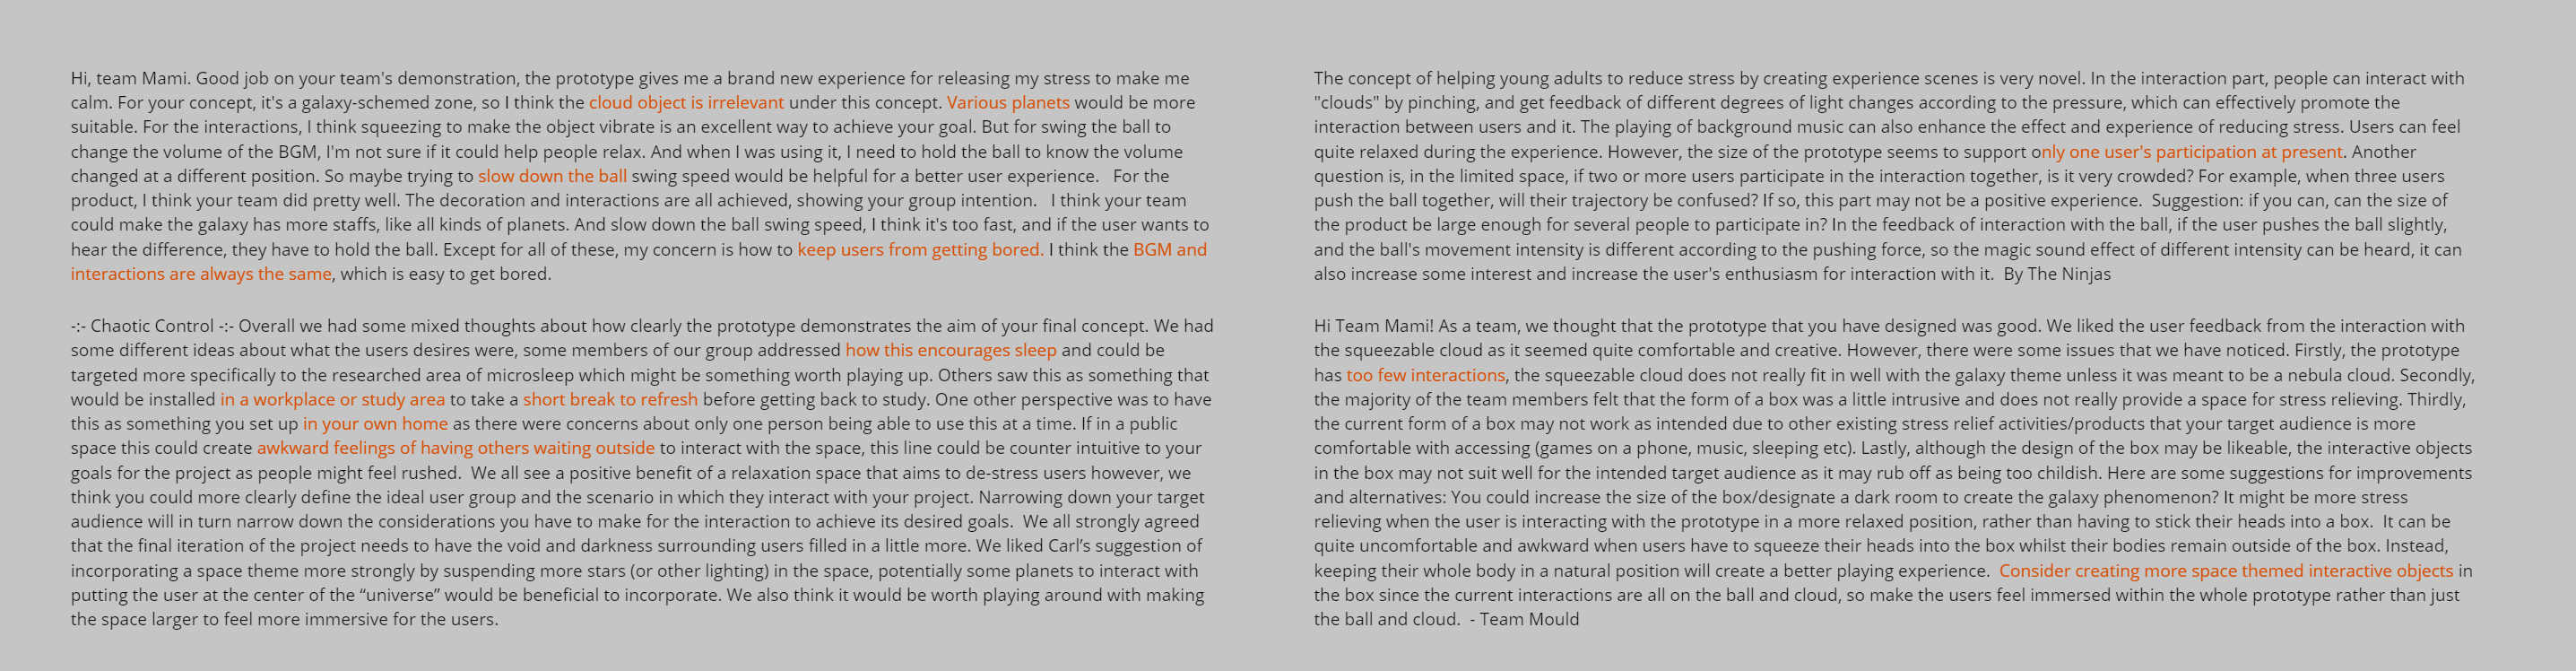 Hi, team Mami. Good job on your team's demonstration, the prototype gives me a brand new experience for releasing my stress to make me
calm. For your concept, it's a galaxy-schemed zone, so I think the cloud object is irrelevant under this concept. Various planets would be more
suitable. For the interactions, I think squeezing to make the object vibrate is an excellent way to achieve your goal. But for swing the ball to
change the volume of the BGM, I'm not sure if it could help people relax. And when I was using it, I need to hold the ball to know the volume
changed at a different position. So maybe trying to slow down the ball swing speed would be helpful for a better user experience.   For the
product, I think your team did pretty well. The decoration and interactions are all achieved, showing your group intention.   I think your team
could make the galaxy has more staffs, like all kinds of planets. And slow down the ball swing speed, I think it's too fast, and if the user wants to
hear the difference, they have to hold the ball. Except for all of these, my concern is how to keep users from getting bored. I think the BGM and
interactions are always the same, which is easy to get bored.

-:- Chaotic Control -:- Overall we had some mixed thoughts about how clearly the prototype demonstrates the aim of your final concept. We had
some different ideas about what the users desires were, some members of our group addressed how this encourages sleep and could be
targeted more specifically to the researched area of microsleep which might be something worth playing up. Others saw this as something that
would be installed in a workplace or study area to take a short break to refresh before getting back to study. One other perspective was to have
this as something you set up in your own home as there were concerns about only one person being able to use this at a time. If in a public
space this could create awkward feelings of having others waiting outside to interact with the space, this line could be counter intuitive to your
goals for the project as people might feel rushed.  We all see a positive benefit of a relaxation space that aims to de-stress users however, we
think you could more clearly define the ideal user group and the scenario in which they interact with your project. Narrowing down your target
audience will in turn narrow down the considerations you have to make for the interaction to achieve its desired goals.  We all strongly agreed
that the final iteration of the project needs to have the void and darkness surrounding users filled in a little more. We liked Carl’s suggestion of
incorporating a space theme more strongly by suspending more stars (or other lighting) in the space, potentially some planets to interact with
putting the user at the center of the “universe” would be beneficial to incorporate. We also think it would be worth playing around with making
the space larger to feel more immersive for the users.

The concept of helping young adults to reduce stress by creating experience scenes is very novel. In the interaction part, people can interact with
"clouds" by pinching, and get feedback of different degrees of light changes according to the pressure, which can effectively promote the
interaction between users and it. The playing of background music can also enhance the effect and experience of reducing stress. Users can feel
quite relaxed during the experience. However, the size of the prototype seems to support only one user's participation at present. Another
question is, in the limited space, if two or more users participate in the interaction together, is it very crowded? For example, when three users
push the ball together, will their trajectory be confused? If so, this part may not be a positive experience.  Suggestion: if you can, can the size of
the product be large enough for several people to participate in? In the feedback of interaction with the ball, if the user pushes the ball slightly,
and the ball's movement intensity is different according to the pushing force, so the magic sound effect of different intensity can be heard, it can
also increase some interest and increase the user's enthusiasm for interaction with it.  By The Ninjas

Hi Team Mami! As a team, we thought that the prototype that you have designed was good. We liked the user feedback from the interaction with
the squeezable cloud as it seemed quite comfortable and creative. However, there were some issues that we have noticed. Firstly, the prototype
has too few interactions, the squeezable cloud does not really fit in well with the galaxy theme unless it was meant to be a nebula cloud. Secondly,
the majority of the team members felt that the form of a box was a little intrusive and does not really provide a space for stress relieving. Thirdly,
the current form of a box may not work as intended due to other existing stress relief activities/products that your target audience is more
comfortable with accessing (games on a phone, music, sleeping etc). Lastly, although the design of the box may be likeable, the interactive objects
in the box may not suit well for the intended target audience as it may rub off as being too childish. Here are some suggestions for improvements
and alternatives: You could increase the size of the box/designate a dark room to create the galaxy phenomenon? It might be more stress
relieving when the user is interacting with the prototype in a more relaxed position, rather than having to stick their heads into a box.  It can be
quite uncomfortable and awkward when users have to squeeze their heads into the box whilst their bodies remain outside of the box. Instead,
keeping their whole body in a natural position will create a better playing experience.  Consider creating more space themed interactive objects in
the box since the current interactions are all on the ball and cloud, so make the users feel immersed within the whole prototype rather than just
the ball and cloud.  - Team Mould